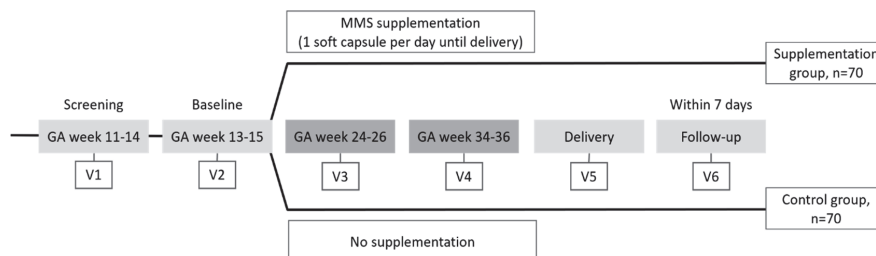 MMS supplementation
(1 soft capsule per day until delivery)
Supplementation
group, n=70
Screening
Baseline
Within 7 days
GA week 11-14
GA week 13-15
GA week 24-26
GA week 34-36
Delivery
Follow-up
V1
V2
V3
V4
V5
V6
Control group,
n=70
No supplementation